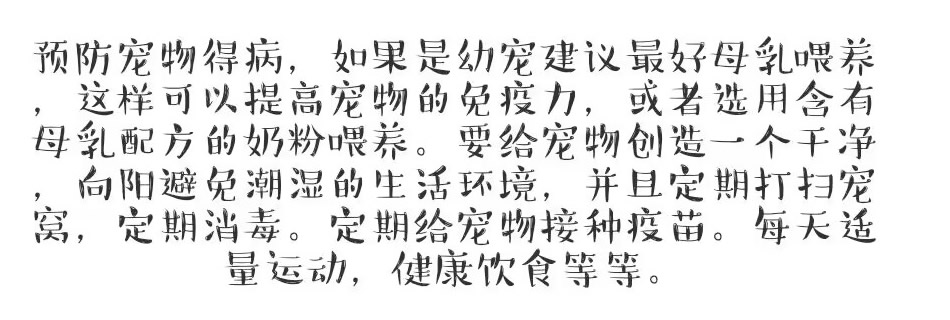 预防宠物得病，如果是幼宠建议最好母乳喂养
，这样可以提高宠物的免疫力，或者选用含有
母乳配方的奶粉喂养。要给宠物创造一个干净
，向阳避免潮湿的生活环境，并且定期打扫宠
窝，定期消毒。定期给宠物接种疫苗。每天适
量运动，健康饮食等等。